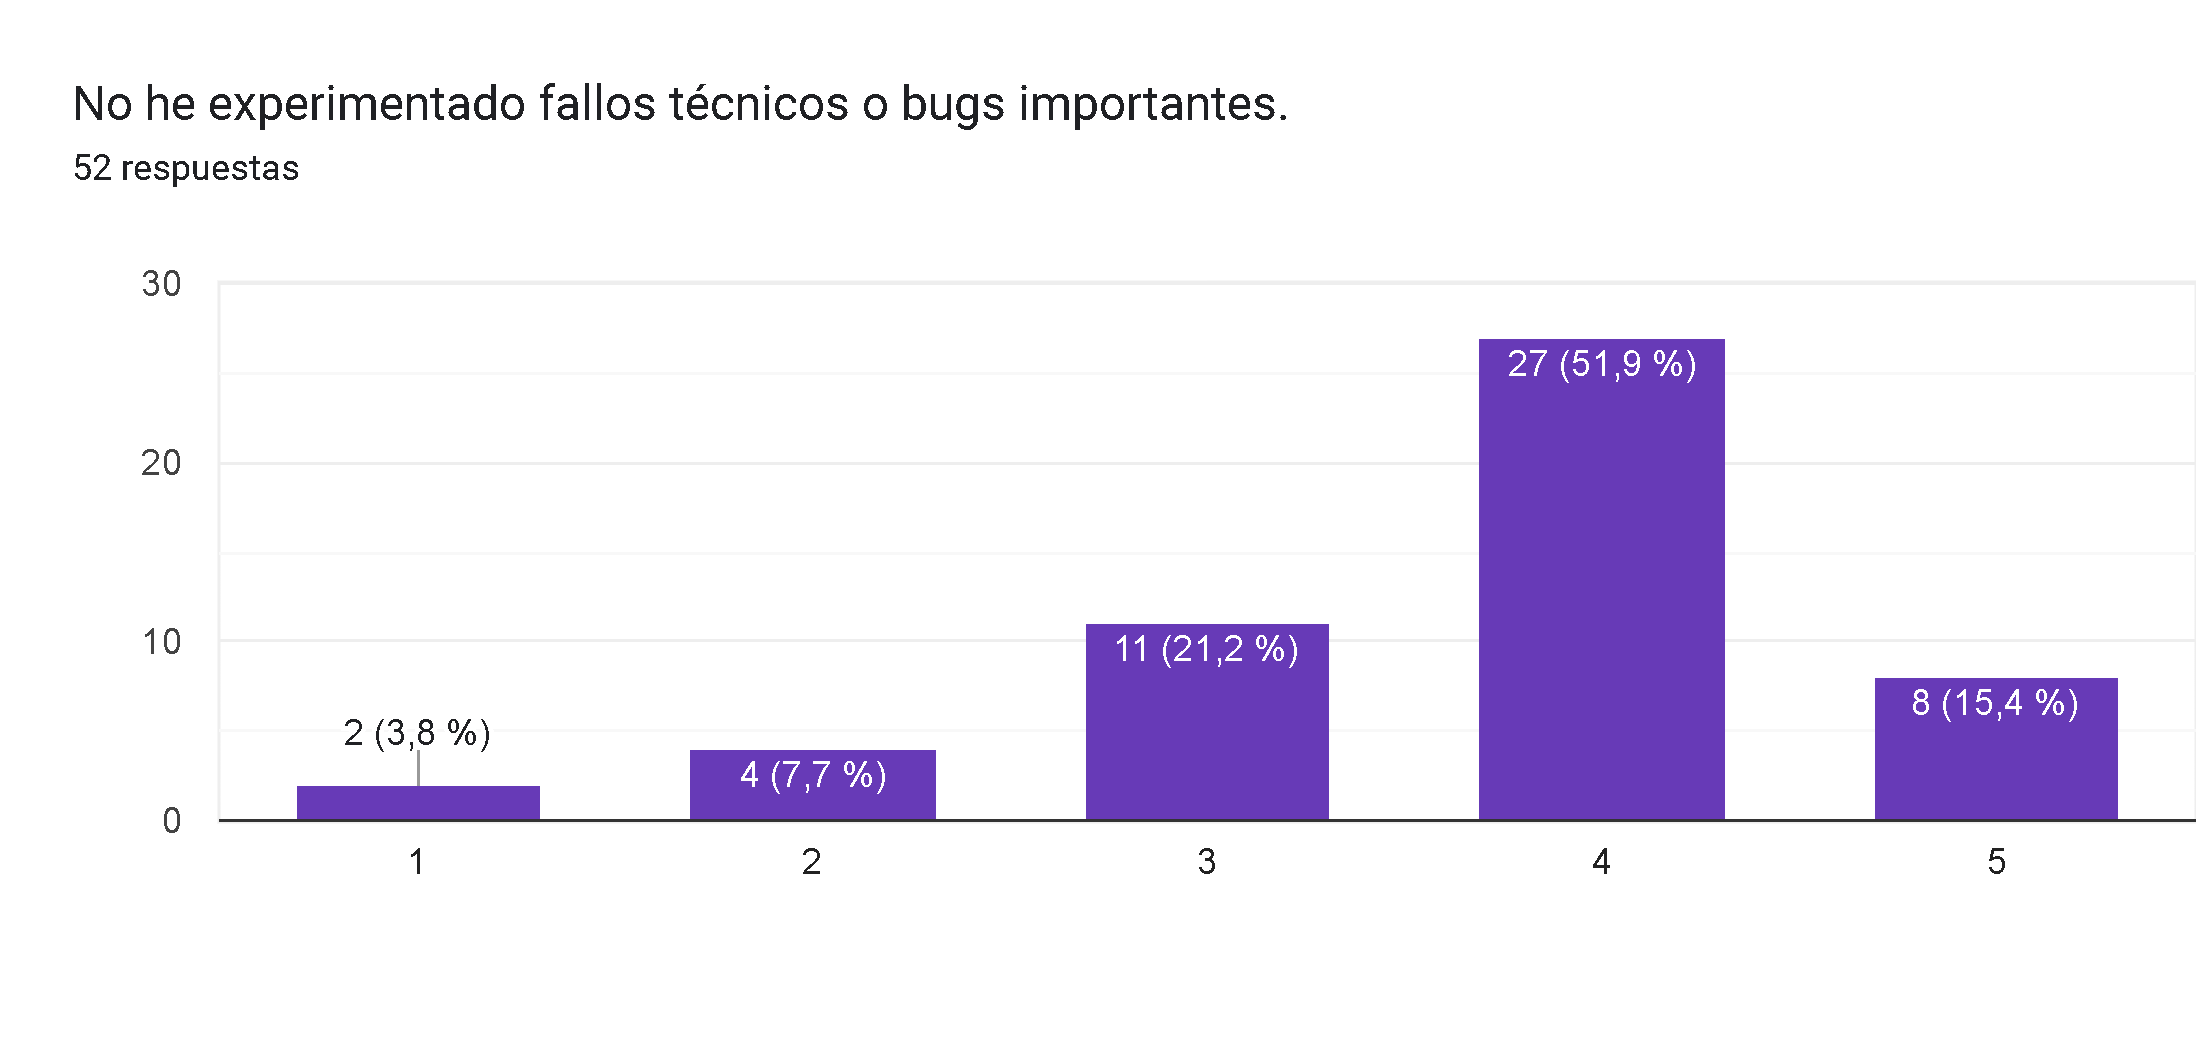 No he experimentado fallos técnicos o bugs importantes.
52 respuestas
30
20
10
0
2 (3,8 %)
4 (7,7 %)
11 (21,2 %)
27 (51,9 %)
8 (15,4 %)
1
2
3
4
5